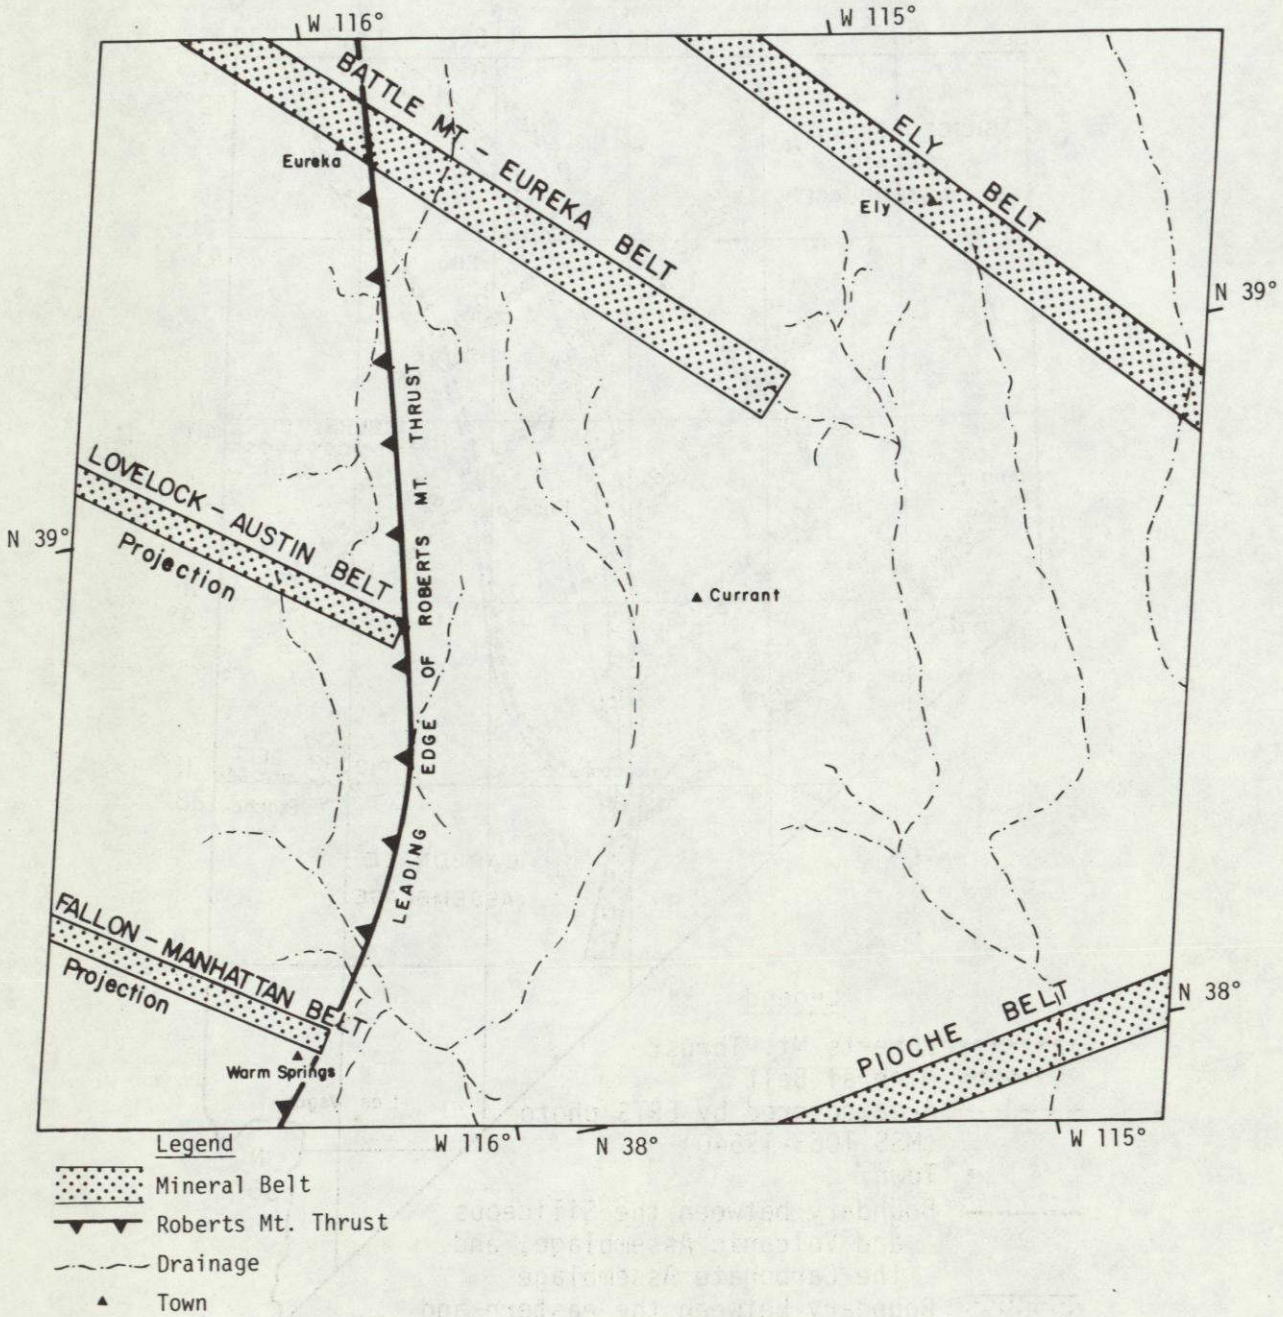 W 116°
W 115°
BATTLE MT - EUREKA BELT
ELY BELT
Eureka
Ely
N 39°
LEADING EDGE OF ROBERTS MT. THRUST
LOVELOCK - AUSTIN BELT
Projection
N 39°
Currant
FALLON - MANHATTAN BELT
Projection
Warm Springs
PIOCHE BELT
N 38°
W 116°
N 38°
W 115°
Legend
Mineral Belt
Roberts Mt. Thrust
Drainage
Town